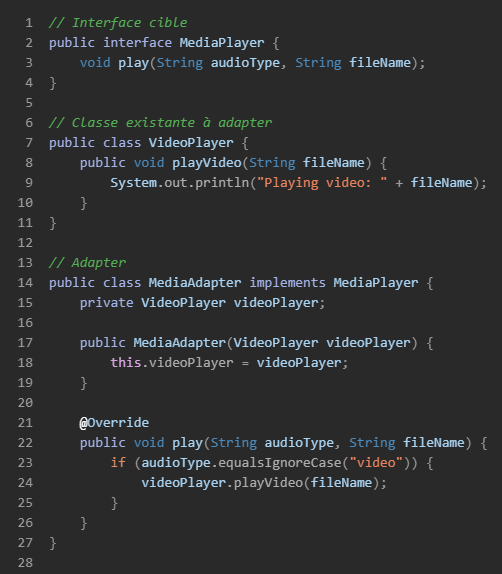 1 // Interface cible
2 public interface MediaPlayer {
3     void play(String audioType, String fileName);
4 }
5
6 // Classe existante à adapter
7 public class VideoPlayer {
8     public void playVideo(String fileName) {
9         System.out.println("Playing video: " + fileName);
10     }
11 }
12
13 // Adapter
14 public class MediaAdapter implements MediaPlayer {
15     private VideoPlayer videoPlayer;
16
17     public MediaAdapter(VideoPlayer videoPlayer) {
18         this.videoPlayer = videoPlayer;
19     }
20
21     @Override
22     public void play(String audioType, String fileName) {
23         if (audioType.equalsIgnoreCase("video")) {
24             videoPlayer.playVideo(fileName);
25         }
26     }
27 }
28